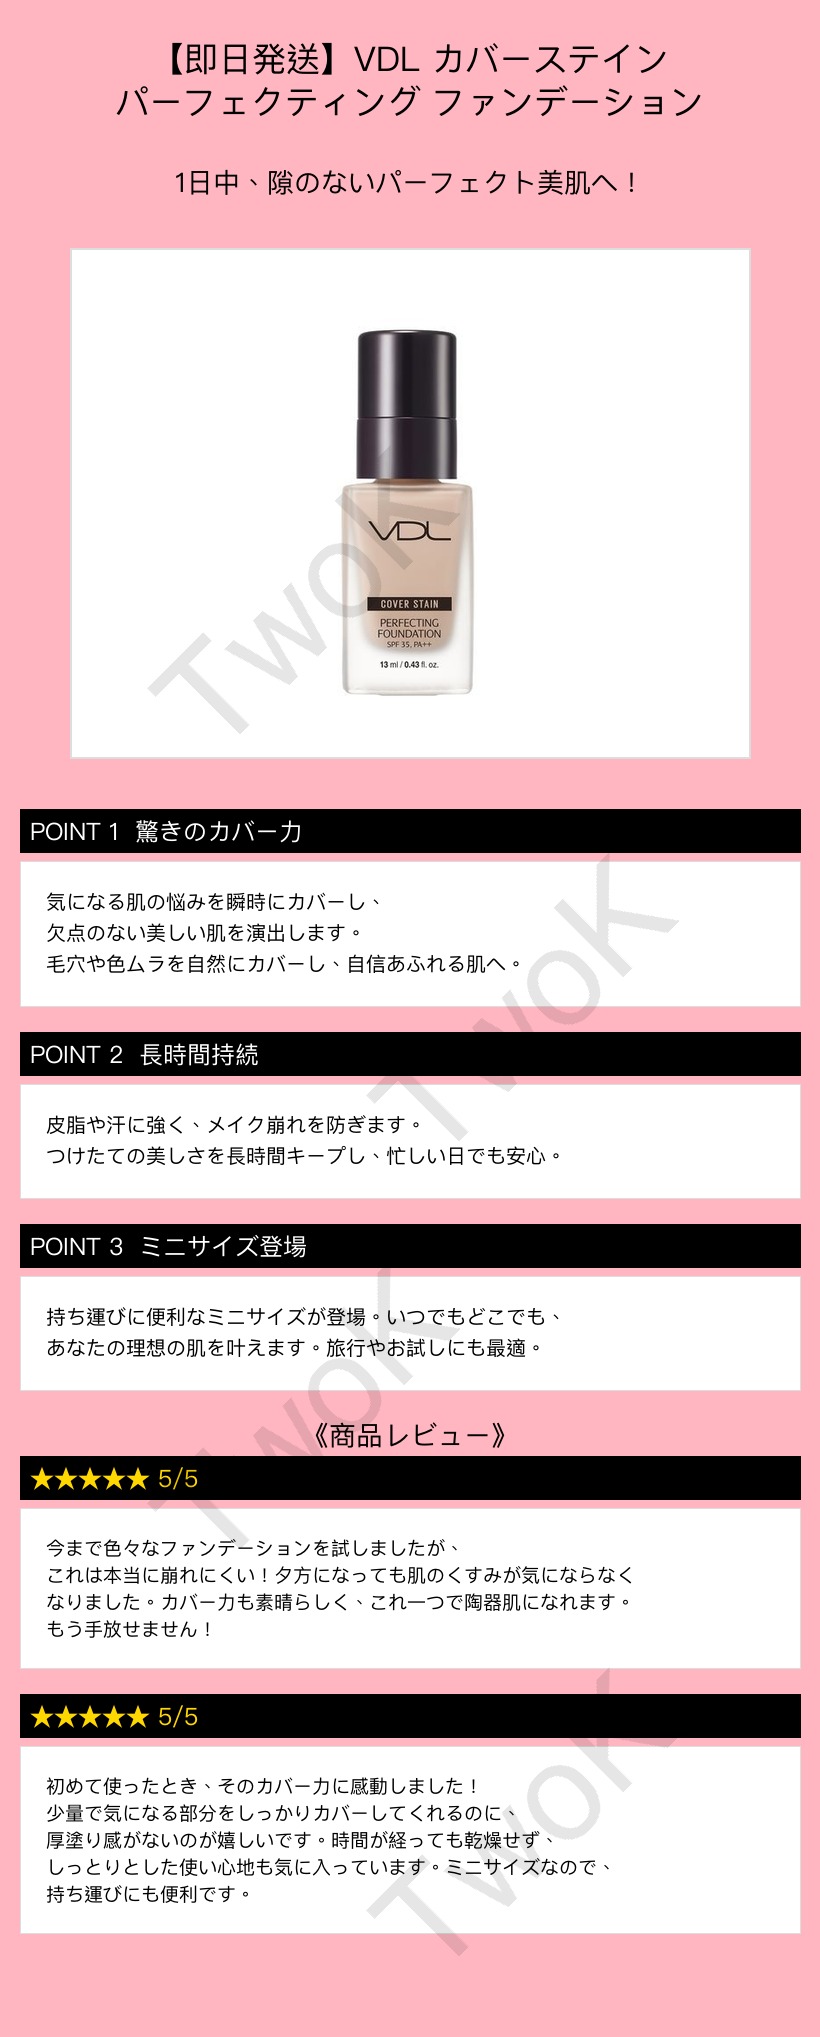 【即日発送】VDL カバーステイン
パーフェクティング ファンデーション
1日中、隙のないパーフェクト美肌へ！
VDL
COVER STAIN
PERFECTING
FOUNDATION
SPF 35, PA++
13 ml / 0.43 fl. oz.
TwoK
POINT 1 驚きのカバー力
気になる肌の悩みを瞬時にカバーし、
欠点のない美しい肌を演出します。
毛穴や色ムラを自然にカバーし、自信あふれる肌へ。
TwoK
POINT 2 長時間持続
皮脂や汗に強く、メイク崩れを防ぎます。
つけたての美しさを長時間キープし、忙しい日でも安心。
POINT 3 ミニサイズ登場
持ち運びに便利なミニサイズが登場。いつでもどこでも、
あなたの理想の肌を叶えます。旅行やお試しにも最適。
TwoK
《商品レビュー》
★★★★★ 5/5
今まで色々なファンデーションを試しましたが、
これは本当に崩れにくい！夕方になっても肌のくすみが気にならなく
なりました。カバー力も素晴らしく、これ一つで陶器肌になれます。
もう手放せません！
★★★★★ 5/5
初めて使ったとき、そのカバー力に感動しました！
少量で気になる部分をしっかりカバーしてくれるのに、
厚塗り感がないのが嬉しいです。時間が経っても乾燥せず、
しっとりとした使い心地も気に入っています。ミニサイズなので、
持ち運びにも便利です。
TwoK